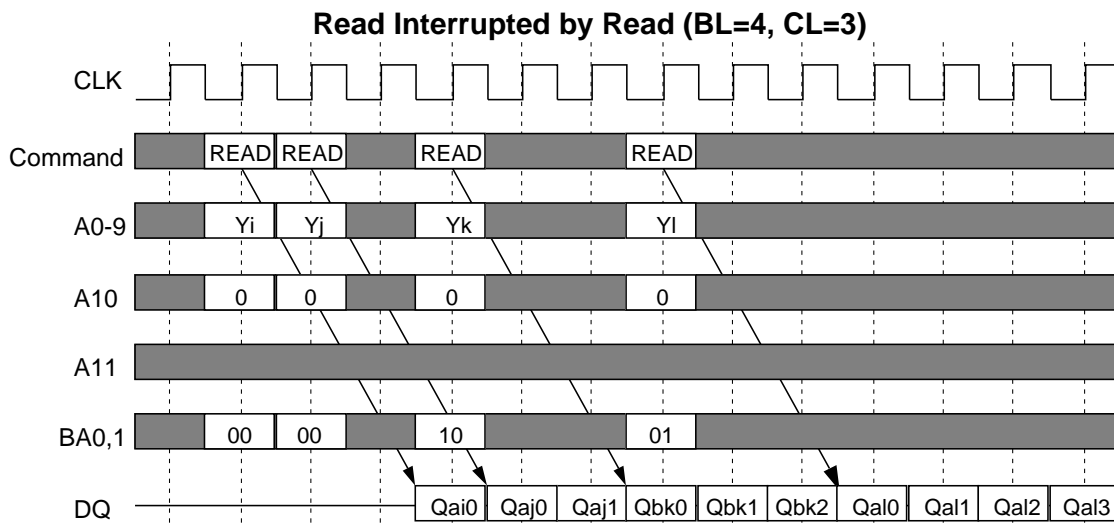 Read Interrupted by Read (BL=4, CL=3)
CLK
Command READ READ READ READ
A0-9 Yi Yj Yk Yl
A10 0 0 0 0
A11
BA0,1 00 00 10 01
DQ Qai0 Qaj0 Qaj1 Qbk0 Qbk1 Qbk2 Qal0 Qal1 Qal2 Qal3